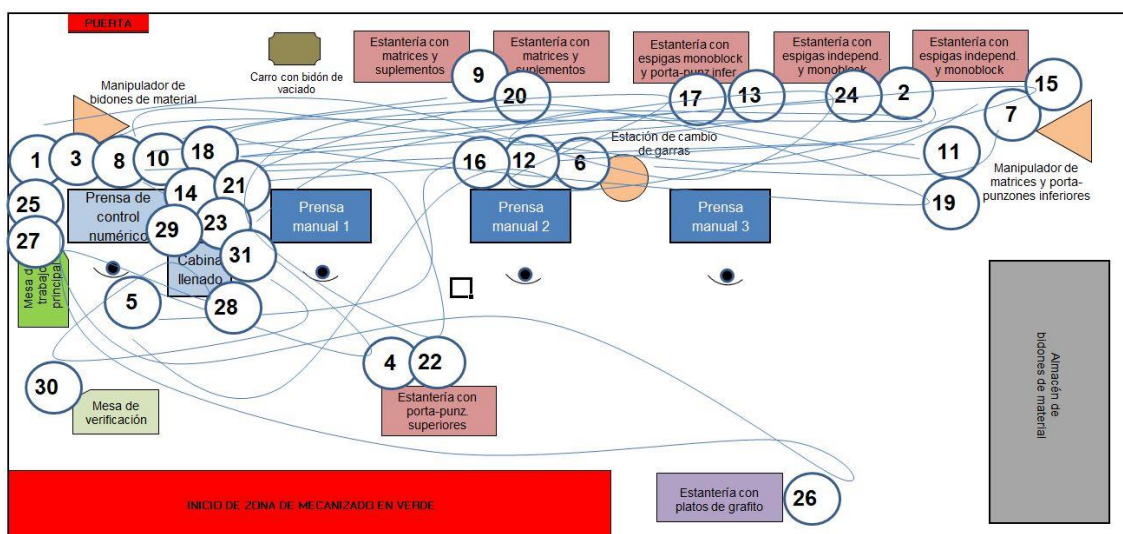 PUERTA
Carro con bidón de
vaciado
Estantería con
matrices y
suplementos
Estantería con
matrices y
suplementos
Estantería con
espigas monoblock
y porta-punz.infer
Estantería con
espigas independ.
y monoblock
Estantería con
espigas independ.
y monoblock
Manipulador de
bidones de material
9
20
17
13
24
2
15
7
1
3
8
10
18
16
12
6
Estación de cambio
de garras
11
Manipulador de
matrices y porta-
punzones inferiores
19
25
14
21
Prensa de
control
numérico
23
29
27
31
Prensa
manual 1
Prensa
manual 2
Prensa
manual 3
Mesa de
trabajo
principal
Cabina
llenado
5
28
4
22
30
Mesa de
verificación
Estantería con
porta-punz.
superiores
Almacén de
bidones de material
INICIO DE ZONA DE MECANIZADO EN VERDE
Estantería con
platos de grafito
26